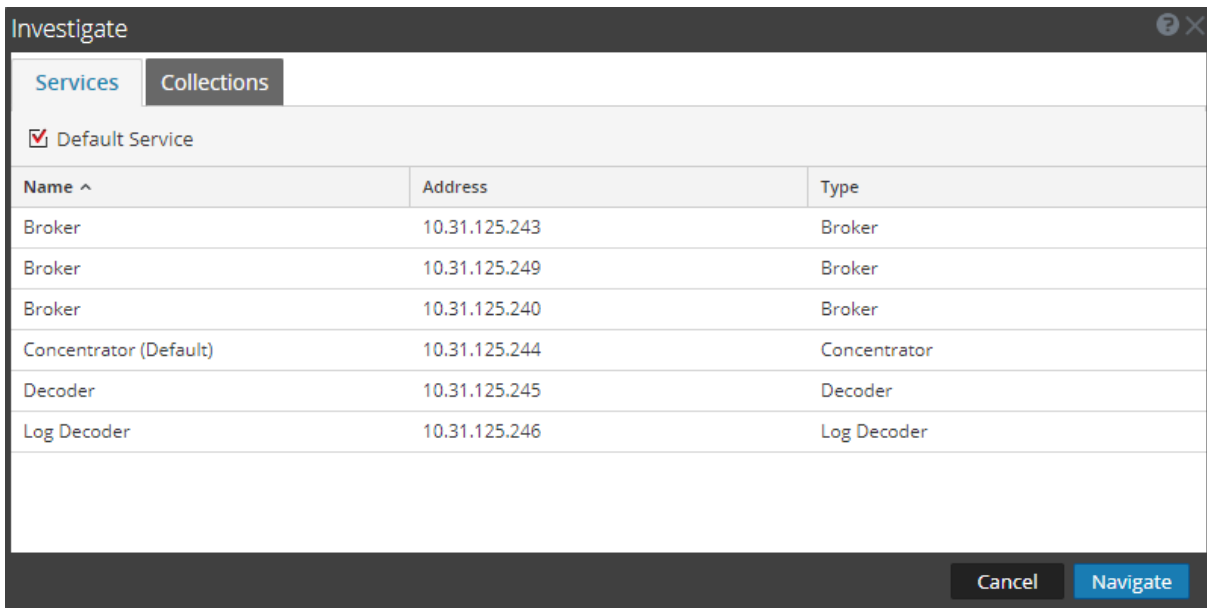 Investigate
Services Collections
Default Service
Name Address Type
Broker 10.31.125.243 Broker
Broker 10.31.125.249 Broker
Broker 10.31.125.240 Broker
Concentrator (Default) 10.31.125.244 Concentrator
Decoder 10.31.125.245 Decoder
Log Decoder 10.31.125.246 Log Decoder
Cancel Navigate